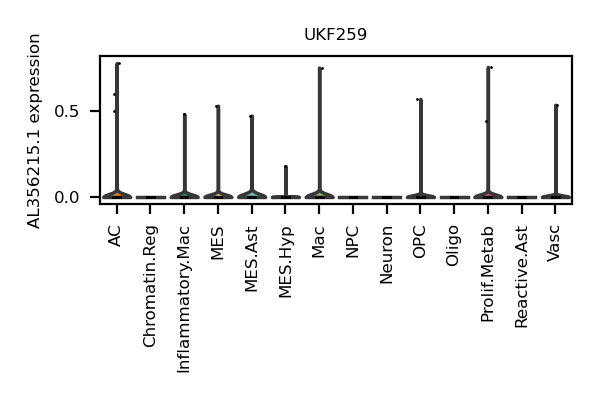 UKF259
AL356215.1 expression
0.5
0.0
AC
Chromatin.Reg
Inflammatory.Mac
MES
MES.Ast
MES.Hyp
Mac
NPC
Neuron
OPC
Oligo
Prolif.Metab
Reactive.Ast
Vasc